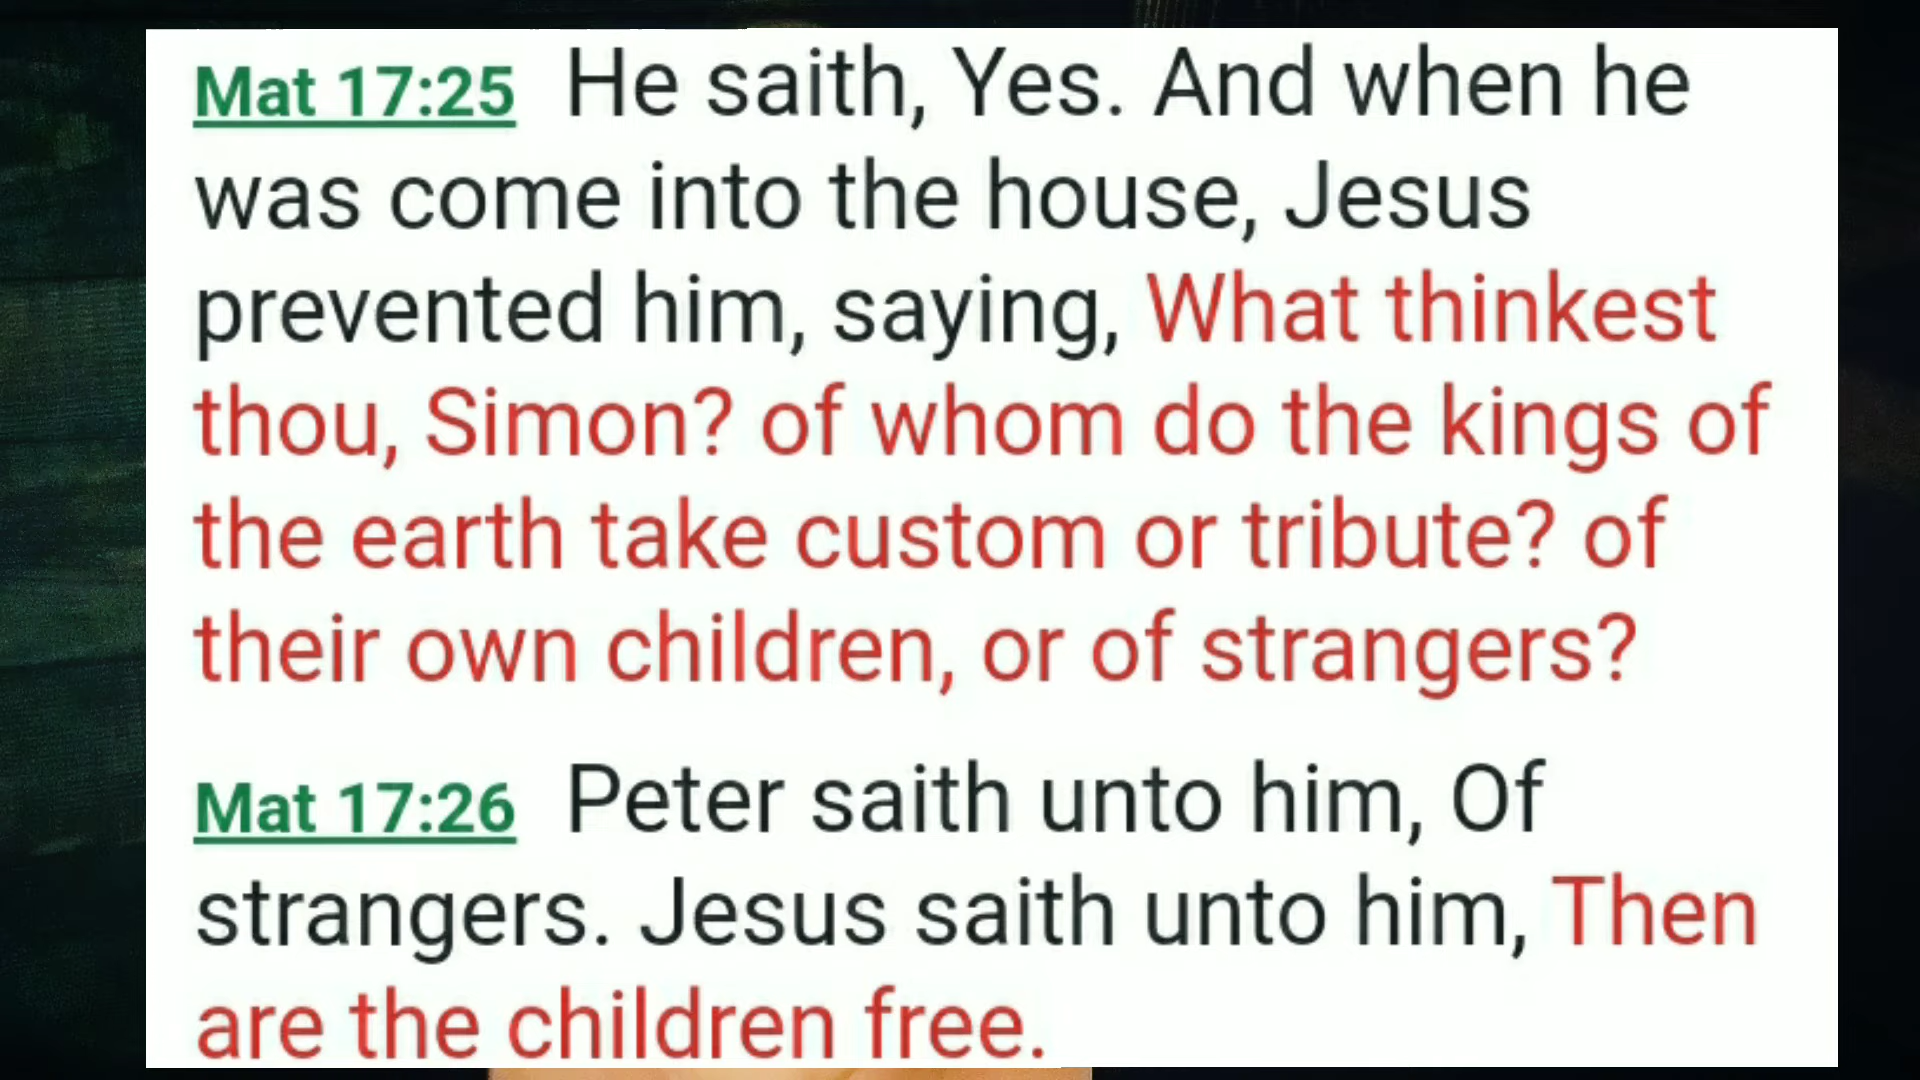 Mat 17:25 He saith, Yes. And when he
was come into the house, Jesus
prevented him, saying, What thinkest
thou, Simon? of whom do the kings of
the earth take custom or tribute? of
their own children, or of strangers?
Mat 17:26 Peter saith unto him, Of
strangers. Jesus saith unto him, Then
are the children free.